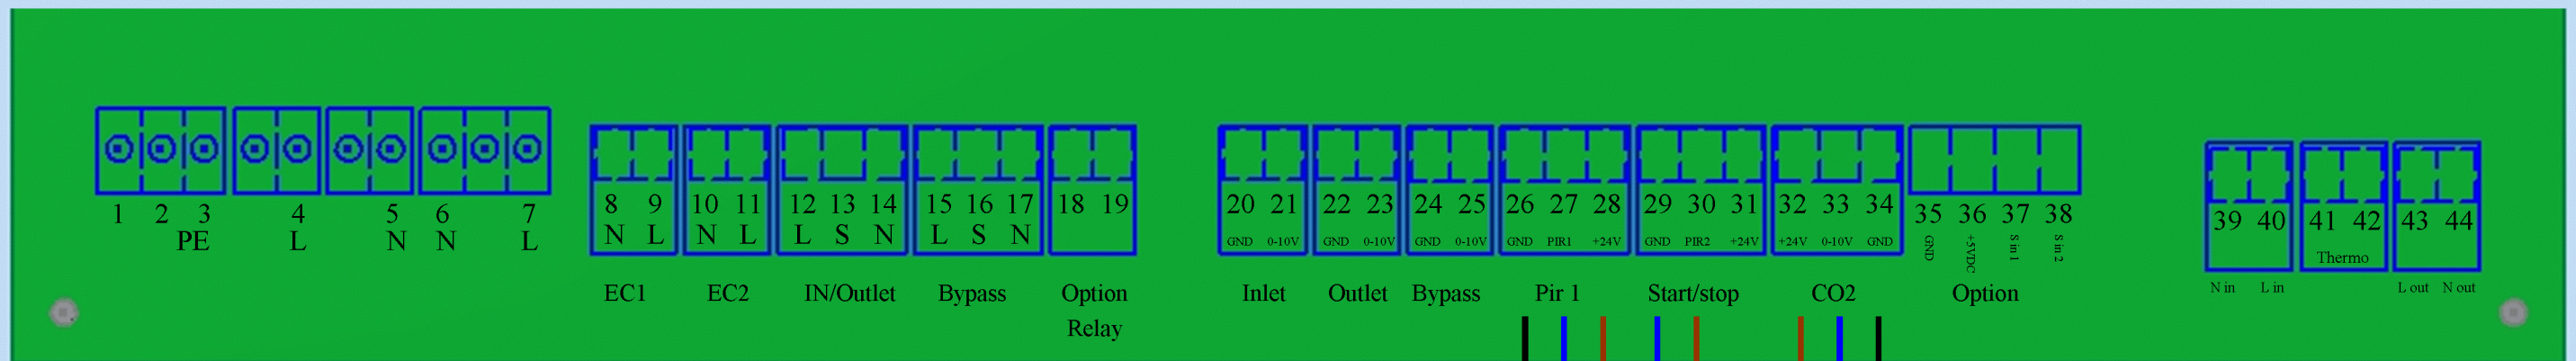 1 2 3 4 5 6 7
PE L N N L
8 9 10 11 12 13 14 15 16 17 18 19 20 21 22 23 24 25 26 27 28 29 30 31 32 33 34 35 36 37 38 39 40 41 42 43 44
N L N L L S N L S N
GND 0-10V GND 0-10V GND 0-10V GND PIR1 +24V GND PIR2 +24V +24V 0-10V GND
GND +5VDC S in 1 S in 2
Thermo
N in L in L out N out
EC1 EC2 IN/Outlet Bypass Option Inlet Outlet Bypass Pir 1 Start/stop CO2 Option
Relay